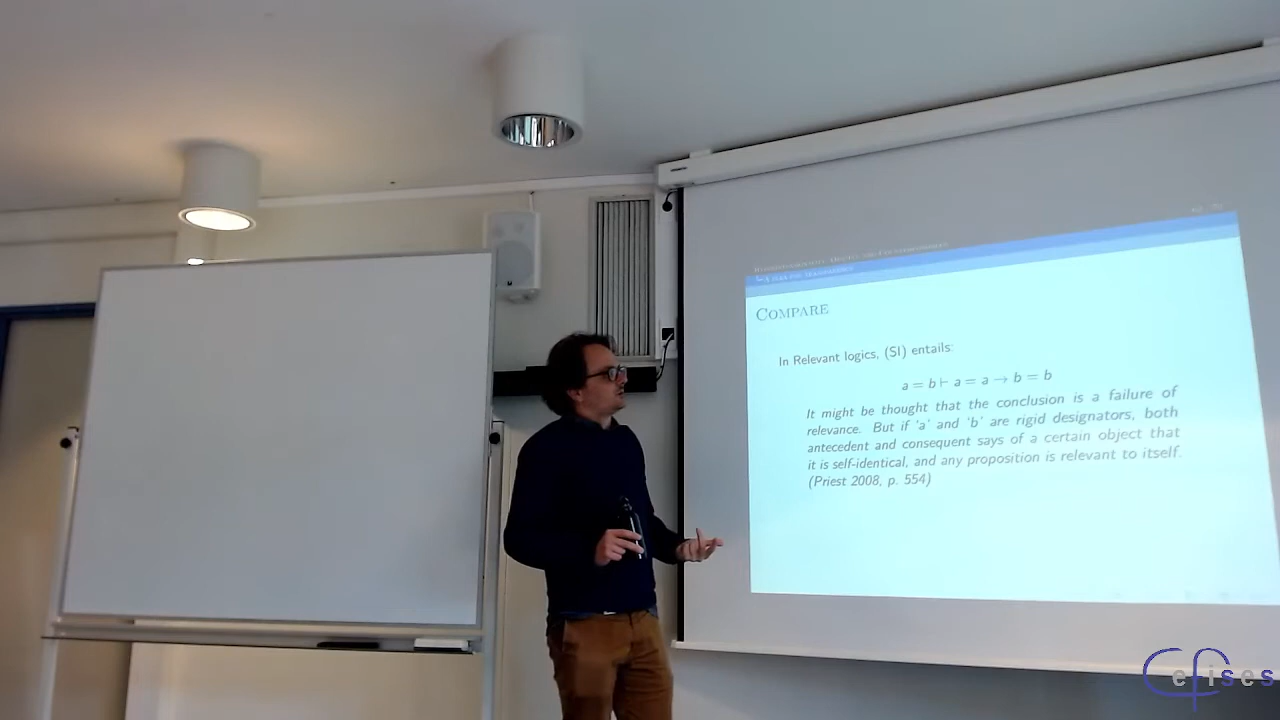 COMPARE
In Relevant logics, (SI) entails:
a = b ⊢ a = a → b = b
It might be thought that the conclusion is a failure of
relevance. But if 'a' and 'b' are rigid designators, both
antecedent and consequent says of a certain object that
it is self-identical, and any proposition is relevant to itself.
(Priest 2008, p. 554)
Cefises